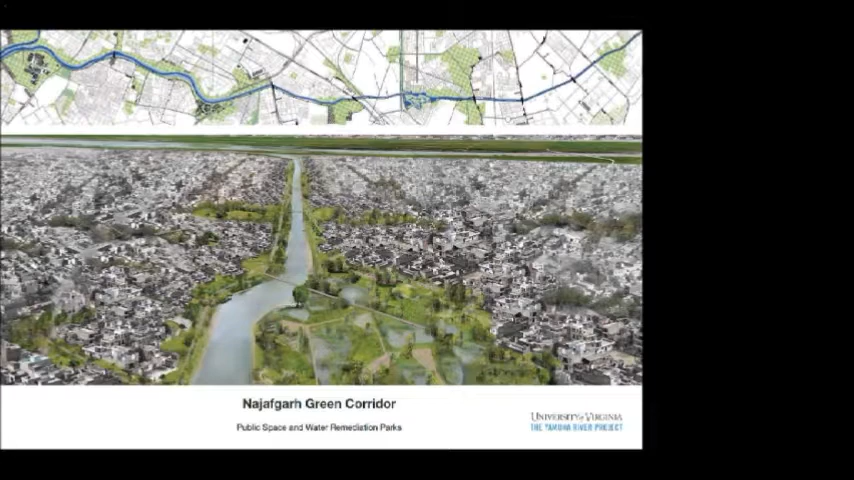 Najafgarh Green Corridor
Public Space and Water Remediation Parks
UNIVERSITY of VIRGINIA
THE YAMUNA RIVER PROJECT